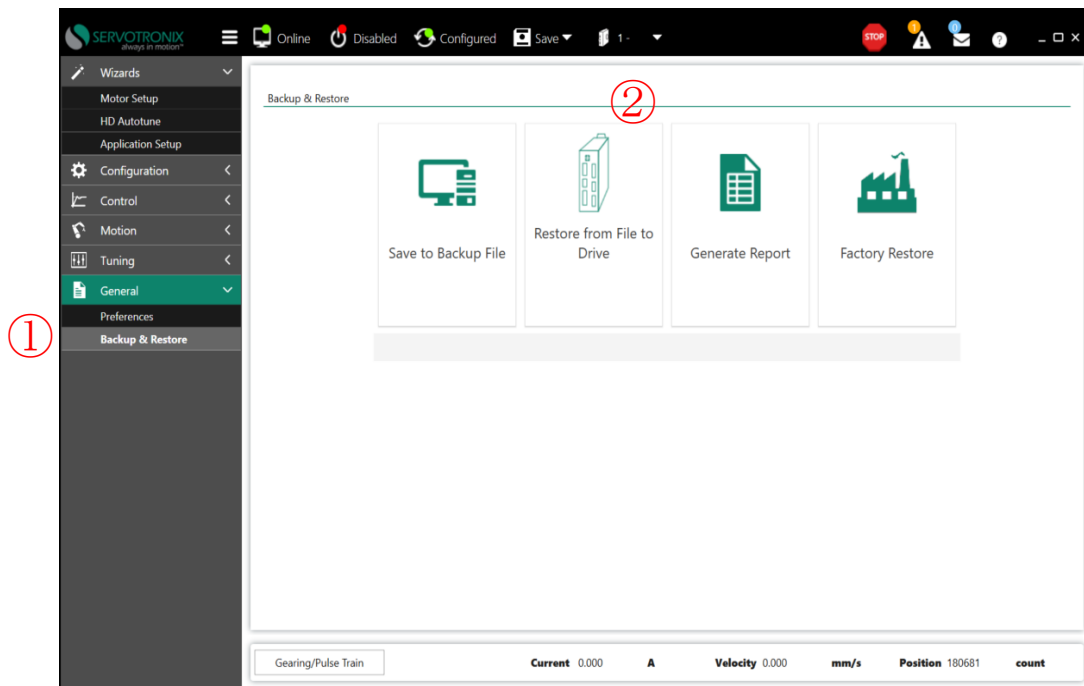 SERVOTRONIX
always in motion™
Online
Disabled
Configured
Save
1 -
STOP
1
0
?
Wizards
Motor Setup
HD Autotune
Application Setup
Configuration
Control
Motion
Tuning
General
Preferences
Backup & Restore
①
Backup & Restore
②
Save to Backup File
Restore from File to
Drive
Generate Report
Factory Restore
Gearing/Pulse Train
Current 0.000 A
Velocity 0.000 mm/s
Position 180681 count